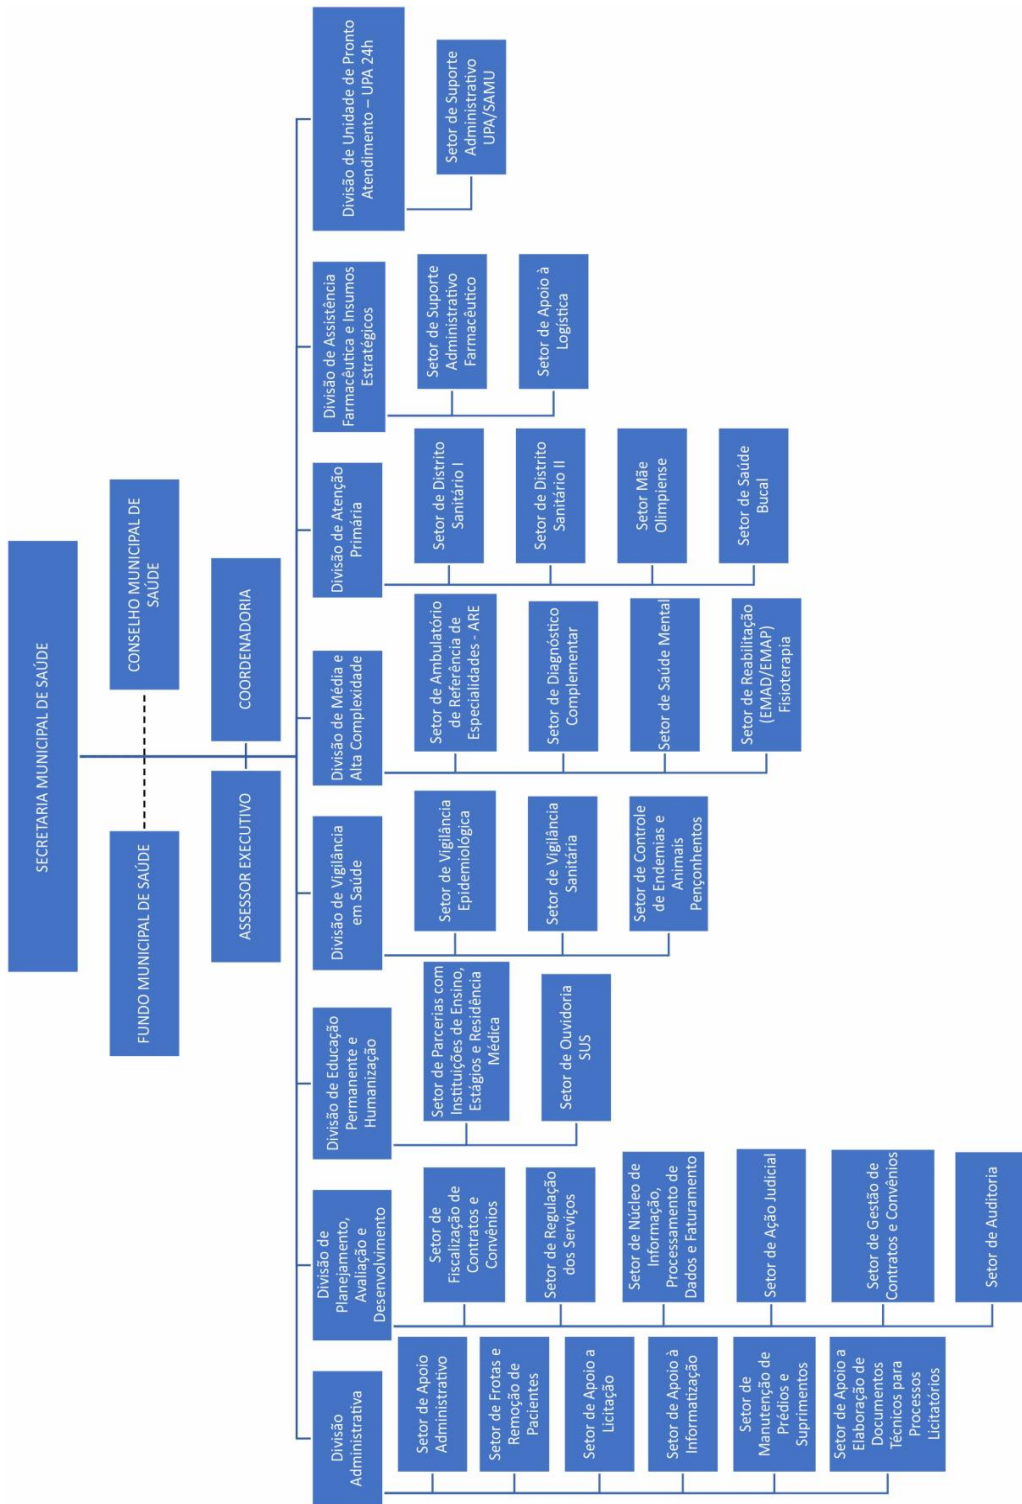 SECRETARIA MUNICIPAL DE SAÚDE
FUNDO MUNICIPAL DE SAÚDE
CONSELHO MUNICIPAL DE
SAÚDE
ASSESSOR EXECUTIVO
COORDENADORIA
Divisão
Administrativa
Setor de Apoio
Administrativo
Setor de Frotas e
Remoção de
Pacientes
Setor de Apoio a
Licitação
Setor de Apoio à
Informatização
Setor de
Manutenção de
Prédios e
Suprimentos
Setor de Apoio a
Elaboração de
Documentos
Técnicos para
Processos
Licitatórios
Divisão de
Planejamento,
Avaliação e
Desenvolvimento
Setor de
Fiscalização de
Contratos e
Convênios
Setor de Regulação
dos Serviços
Setor de Núcleo de
Informação,
Processamento de
Dados e Faturamento
Setor de Ação Judicial
Setor de Gestão de
Contratos e Convênios
Setor de Auditoria
Divisão de Educação
Permanente e
Humanização
Setor de Parcerias com
Instituições de Ensino,
Estágios e Residência
Médica
Setor de Ouvidoria
SUS
Divisão de Vigilância
em Saúde
Setor de Vigilância
Epidemiológica
Setor de Vigilância
Sanitária
Setor de Controle
de Endemias e
Animais
Pençonhentos
Divisão de Média e
Alta Complexidade
Setor de Ambulatório
de Referência de
Especialidades - ARE
Setor de Diagnóstico
Complementar
Setor de Saúde Mental
Setor de Reabilitação
(EMAD/EMAP)
Fisioterapia
Divisão de Atenção
Primária
Setor de Distrito
Sanitário I
Setor de Distrito
Sanitário II
Setor Mãe
Olimpiense
Setor de Saúde
Bucal
Divisão de Assistência
Farmacêutica e Insumos
Estratégicos
Setor de Suporte
Administrativo
Farmacêutico
Setor de Apoio à
Logística
Divisão de Unidade de Pronto
Atendimento – UPA 24h
Setor de Suporte
Administrativo
UPA/SAMU